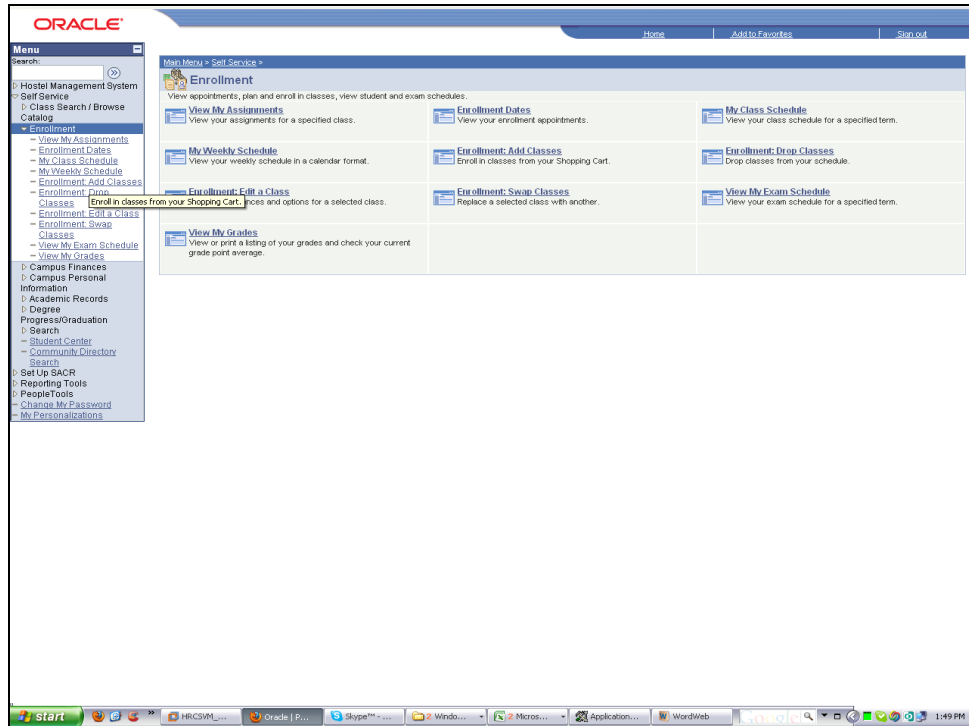 ORACLE
Home
Add to Favorites
Sign out
Menu
Search:
Hostel Management System
Self Service
Class Search / Browse
Catalog
Enrollment
View My Assignments
Enrollment Dates
My Class Schedule
My Weekly Schedule
Enrollment: Add Classes
Enrollment: Drop
Classes
Enroll in classes from your Shopping Cart.
Enrollment: Edit a Class
Enrollment: Swap
Classes
View My Exam Schedule
View My Grades
Campus Finances
Campus Personal
Information
Academic Records
Degree
Progress/Graduation
Search
Student Center
Community Directory
Search
Set Up SACR
Reporting Tools
PeopleTools
Change My Password
My Personalizations
Main Menu > Self Service >
Enrollment
View appointments, plan and enroll in classes, view student and exam schedules.
View My Assignments
View your assignments for a specified class.
Enrollment Dates
View your enrollment appointments.
My Class Schedule
View your class schedule for a specified term.
My Weekly Schedule
View your weekly schedule in a calendar format.
Enrollment: Add Classes
Enroll in classes from your Shopping Cart.
Enrollment: Drop Classes
Drop classes from your schedule.
Enrollment: Edit a Class
nces and options for a selected class.
Enrollment: Swap Classes
Replace a selected class with another.
View My Exam Schedule
View your exam schedule for a specified term.
View My Grades
View or print a listing of your grades and check your current
grade point average.
start
HRCSVM_...
Oracle | P...
Skype™ - ...
2 Windo...
2 Micros...
Application...
WordWeb
Google
1:49 PM